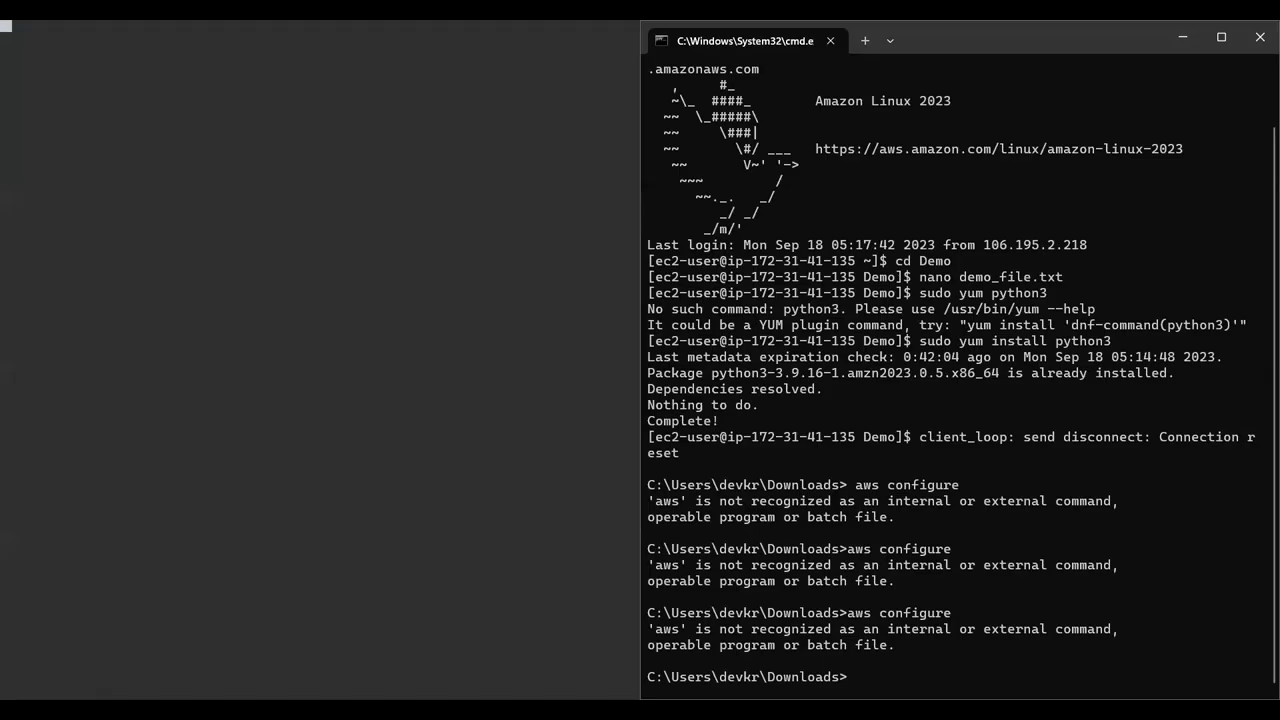 C:\Windows\System32\cmd.e
.amazonaws.com
   ,     #_
   ~\_  ####_        Amazon Linux 2023
  ~~  \_#####\
  ~~     \###|
  ~~       \#/ ___   https://aws.amazon.com/linux/amazon-linux-2023
   ~~       V~' '->
    ~~~         /
      ~~._.   _/
         _/ _/
       _/m/'
Last login: Mon Sep 18 05:17:42 2023 from 106.195.2.218
[ec2-user@ip-172-31-41-135 ~]$ cd Demo
[ec2-user@ip-172-31-41-135 Demo]$ nano demo_file.txt
[ec2-user@ip-172-31-41-135 Demo]$ sudo yum python3
No such command: python3. Please use /usr/bin/yum --help
It could be a YUM plugin command, try: "yum install 'dnf-command(python3)'"
[ec2-user@ip-172-31-41-135 Demo]$ sudo yum install python3
Last metadata expiration check: 0:42:04 ago on Mon Sep 18 05:14:48 2023.
Package python3-3.9.16-1.amzn2023.0.5.x86_64 is already installed.
Dependencies resolved.
Nothing to do.
Complete!
[ec2-user@ip-172-31-41-135 Demo]$ client_loop: send disconnect: Connection r
eset
C:\Users\devkr\Downloads> aws configure
'aws' is not recognized as an internal or external command,
operable program or batch file.
C:\Users\devkr\Downloads>aws configure
'aws' is not recognized as an internal or external command,
operable program or batch file.
C:\Users\devkr\Downloads>aws configure
'aws' is not recognized as an internal or external command,
operable program or batch file.
C:\Users\devkr\Downloads>